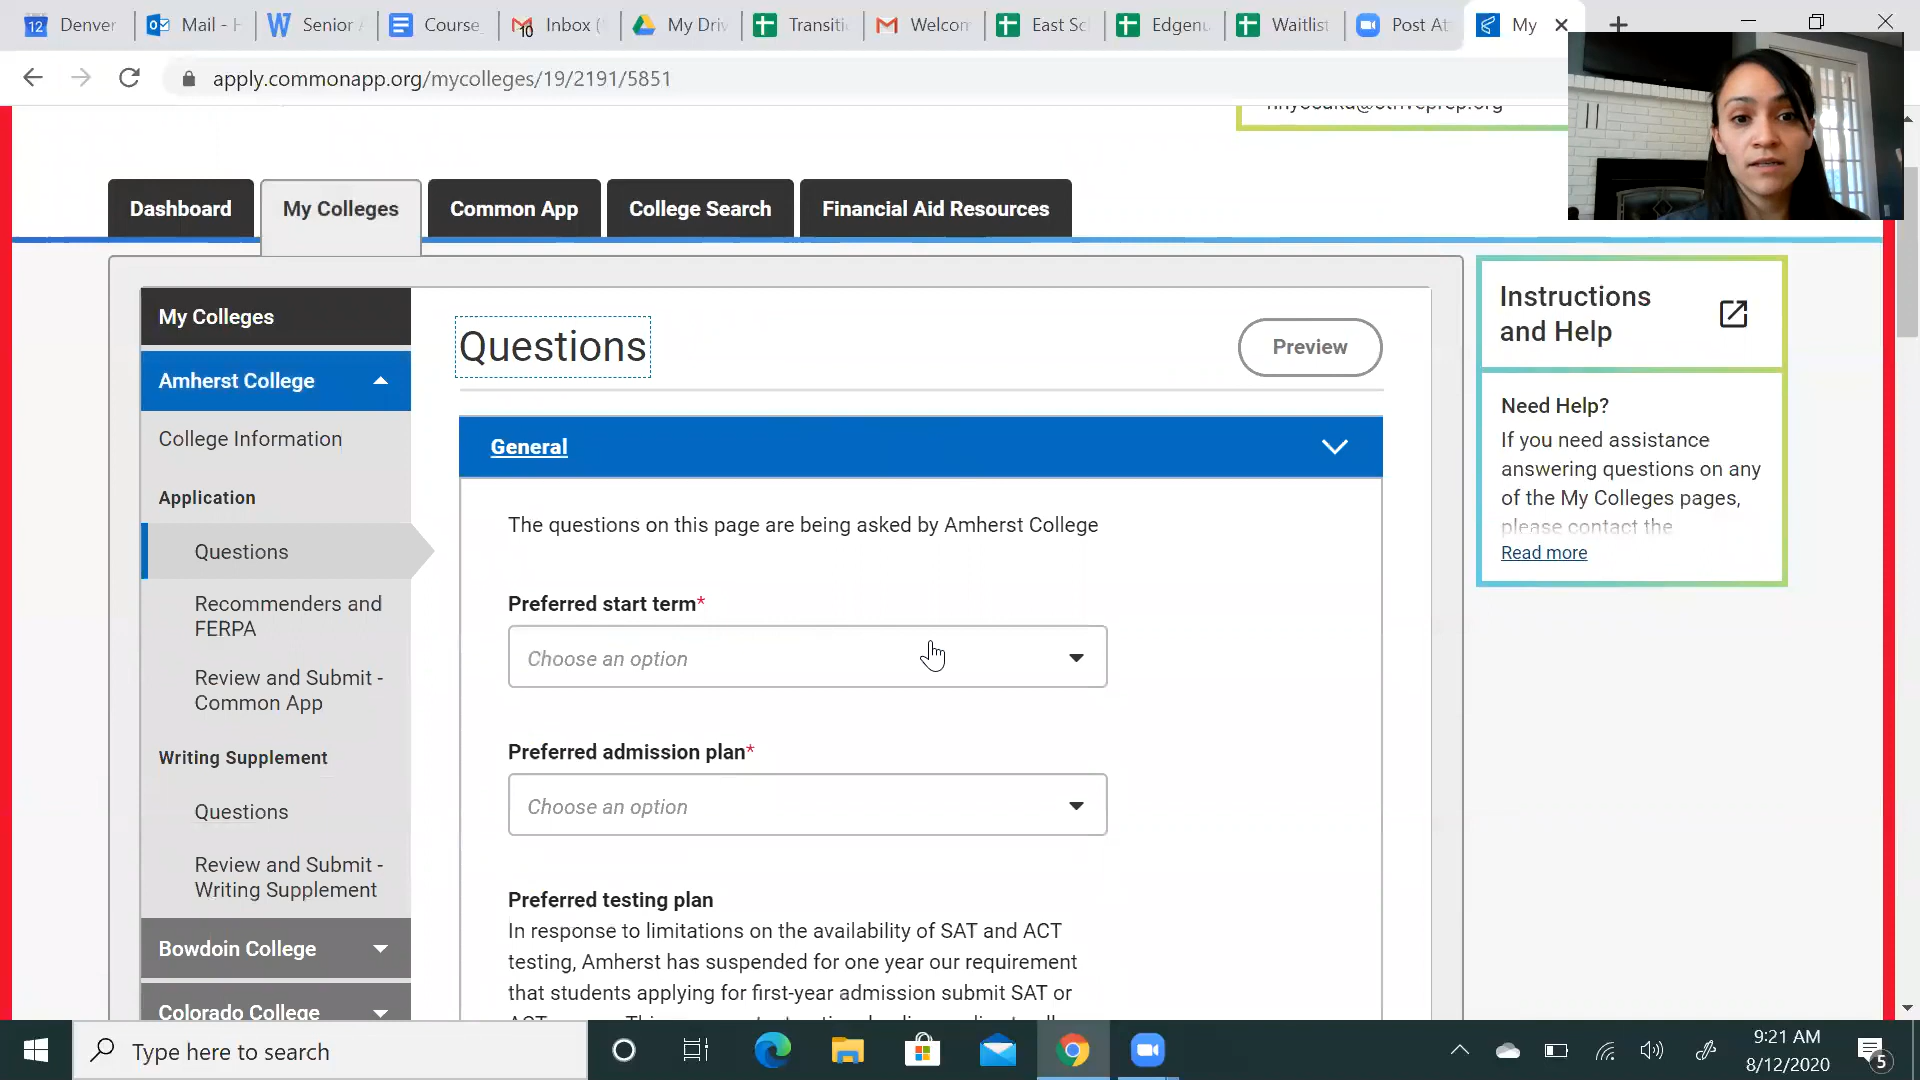 12 Denver
Mail - H
Senior
Course
Inbox (
My Driv
Transiti
Welcom
East Sc
Edgenu
Waitlist
Post At
My
apply.commonapp.org/mycolleges/19/2191/5851
Dashboard
My Colleges
Common App
College Search
Financial Aid Resources
My Colleges
Amherst College
College Information
Application
Questions
Recommenders and
FERPA
Review and Submit -
Common App
Writing Supplement
Questions
Review and Submit -
Writing Supplement
Bowdoin College
Colorado College
Questions
Preview
General
The questions on this page are being asked by Amherst College
Preferred start term*
Choose an option
Preferred admission plan*
Choose an option
Preferred testing plan
In response to limitations on the availability of SAT and ACT
testing, Amherst has suspended for one year our requirement
that students applying for first-year admission submit SAT or
Instructions
and Help
Need Help?
If you need assistance
answering questions on any
of the My Colleges pages,
please contact the
Read more
Type here to search
9:21 AM
8/12/2020
5